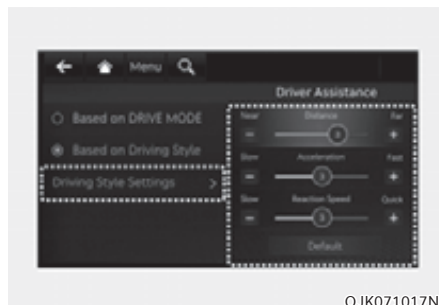 Menu
Driver Assistance
Based on DRIVE MODE
Based on Driving Style
Driving Style Settings >
Near Distance Far
- 3 +
Slow Acceleration Fast
- 3 +
Slow Reaction Speed Quick
- 3 +
Default
OJK071017N